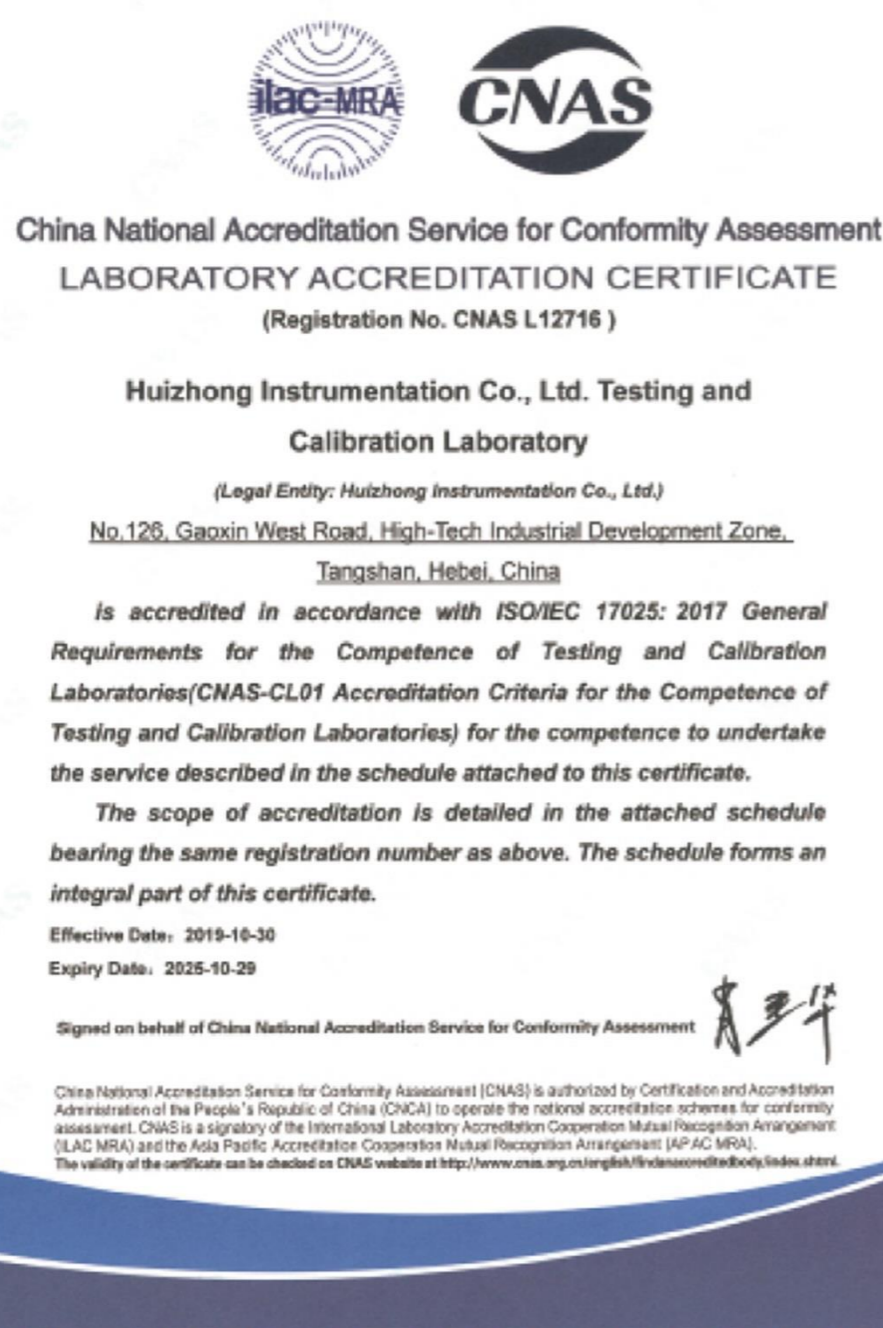 ilac-MRA
CNAS
China National Accreditation Service for Conformity Assessment
LABORATORY ACCREDITATION CERTIFICATE
(Registration No. CNAS L12716 )
Huizhong Instrumentation Co., Ltd. Testing and
Calibration Laboratory
(Legal Entity: Huizhong Instrumentation Co., Ltd.)
No.126, Gaoxin West Road, High-Tech Industrial Development Zone,
Tangshan, Hebei, China
is accredited in accordance with ISO/IEC 17025: 2017 General
Requirements for the Competence of Testing and Calibration
Laboratories(CNAS-CL01 Accreditation Criteria for the Competence of
Testing and Calibration Laboratories) for the competence to undertake
the service described in the schedule attached to this certificate.
The scope of accreditation is detailed in the attached schedule
bearing the same registration number as above. The schedule forms an
integral part of this certificate.
Effective Date: 2019-10-30
Expiry Date: 2025-10-29
Signed on behalf of China National Accreditation Service for Conformity Assessment
China National Accreditation Service for Conformity Assessment (CNAS) is authorized by Certification and Accreditation
Administration of the People's Republic of China (CNCA) to operate the national accreditation schemes for conformity
assessment. CNAS is a signatory of the International Laboratory Accreditation Cooperation Mutual Recognition Arrangement
(ILAC MRA) and the Asia Pacific Accreditation Cooperation Mutual Recognition Arrangement (APAC MRA).
The validity of the certificate can be checked on CNAS website at http://www.cnas.org.cn/english/findanaccreditedbody/index.shtml.